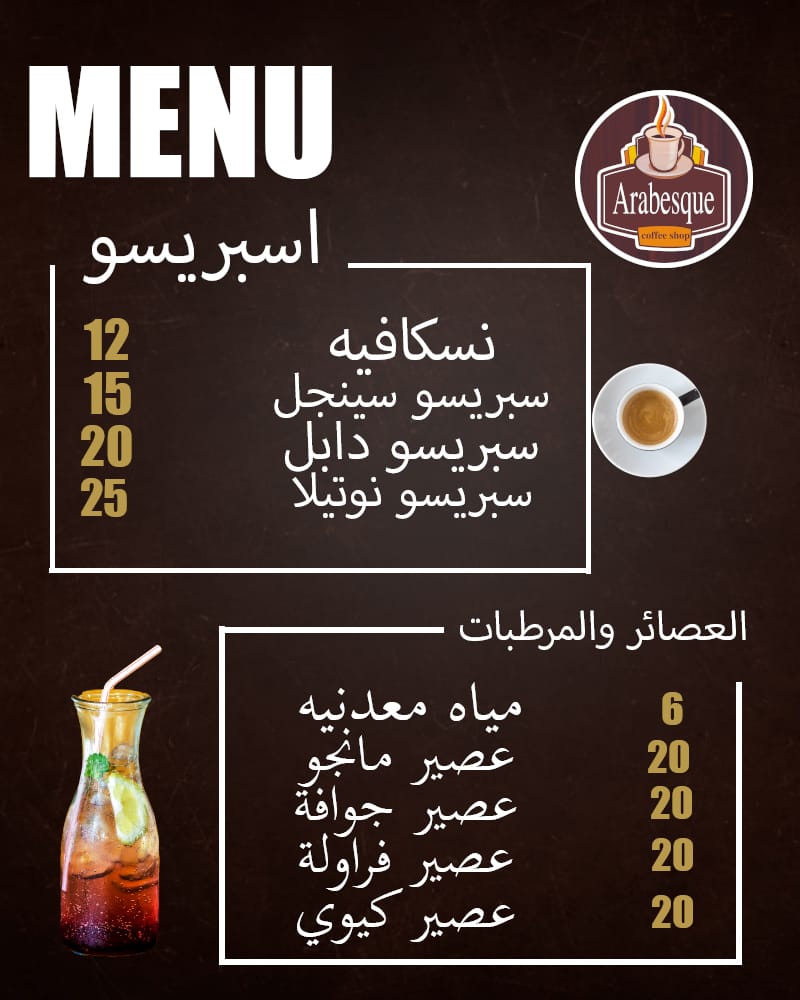 MENU
Arabesque
coffee shop
اسبريسو
نسكافيه 12
سبريسو سينجل 15
سبريسو دابل 20
سبريسو نوتيلا 25
العصائر والمرطبات
6 مياه معدنيه
20 عصير مانجو
20 عصير جوافة
20 عصير فراولة
20 عصير كيوي